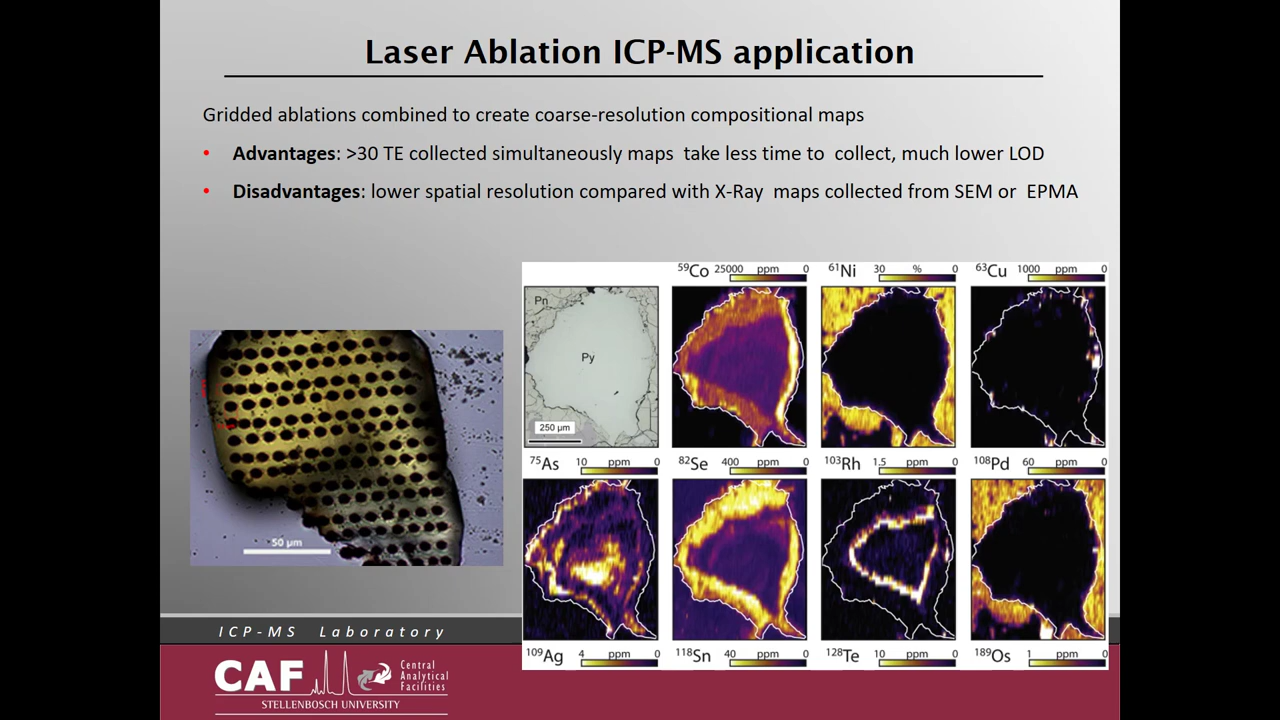 Laser Ablation ICP-MS application
Gridded ablations combined to create coarse-resolution compositional maps
• Advantages: >30 TE collected simultaneously maps take less time to collect, much lower LOD
• Disadvantages: lower spatial resolution compared with X-Ray maps collected from SEM or EPMA
50 µm
59Co 25000 ppm 0
61Ni 30 % 0
63Cu 1000 ppm 0
Pn
Py
250 µm
75As 10 ppm 0
82Se 400 ppm 0
103Rh 1.5 ppm 0
108Pd 60 ppm 0
109Ag 4 ppm 0
118Sn 40 ppm 0
128Te 10 ppm 0
189Os 1 ppm 0
ICP-MS Laboratory
CAF
Central
Analytical
Facilities
STELLENBOSCH UNIVERSITY